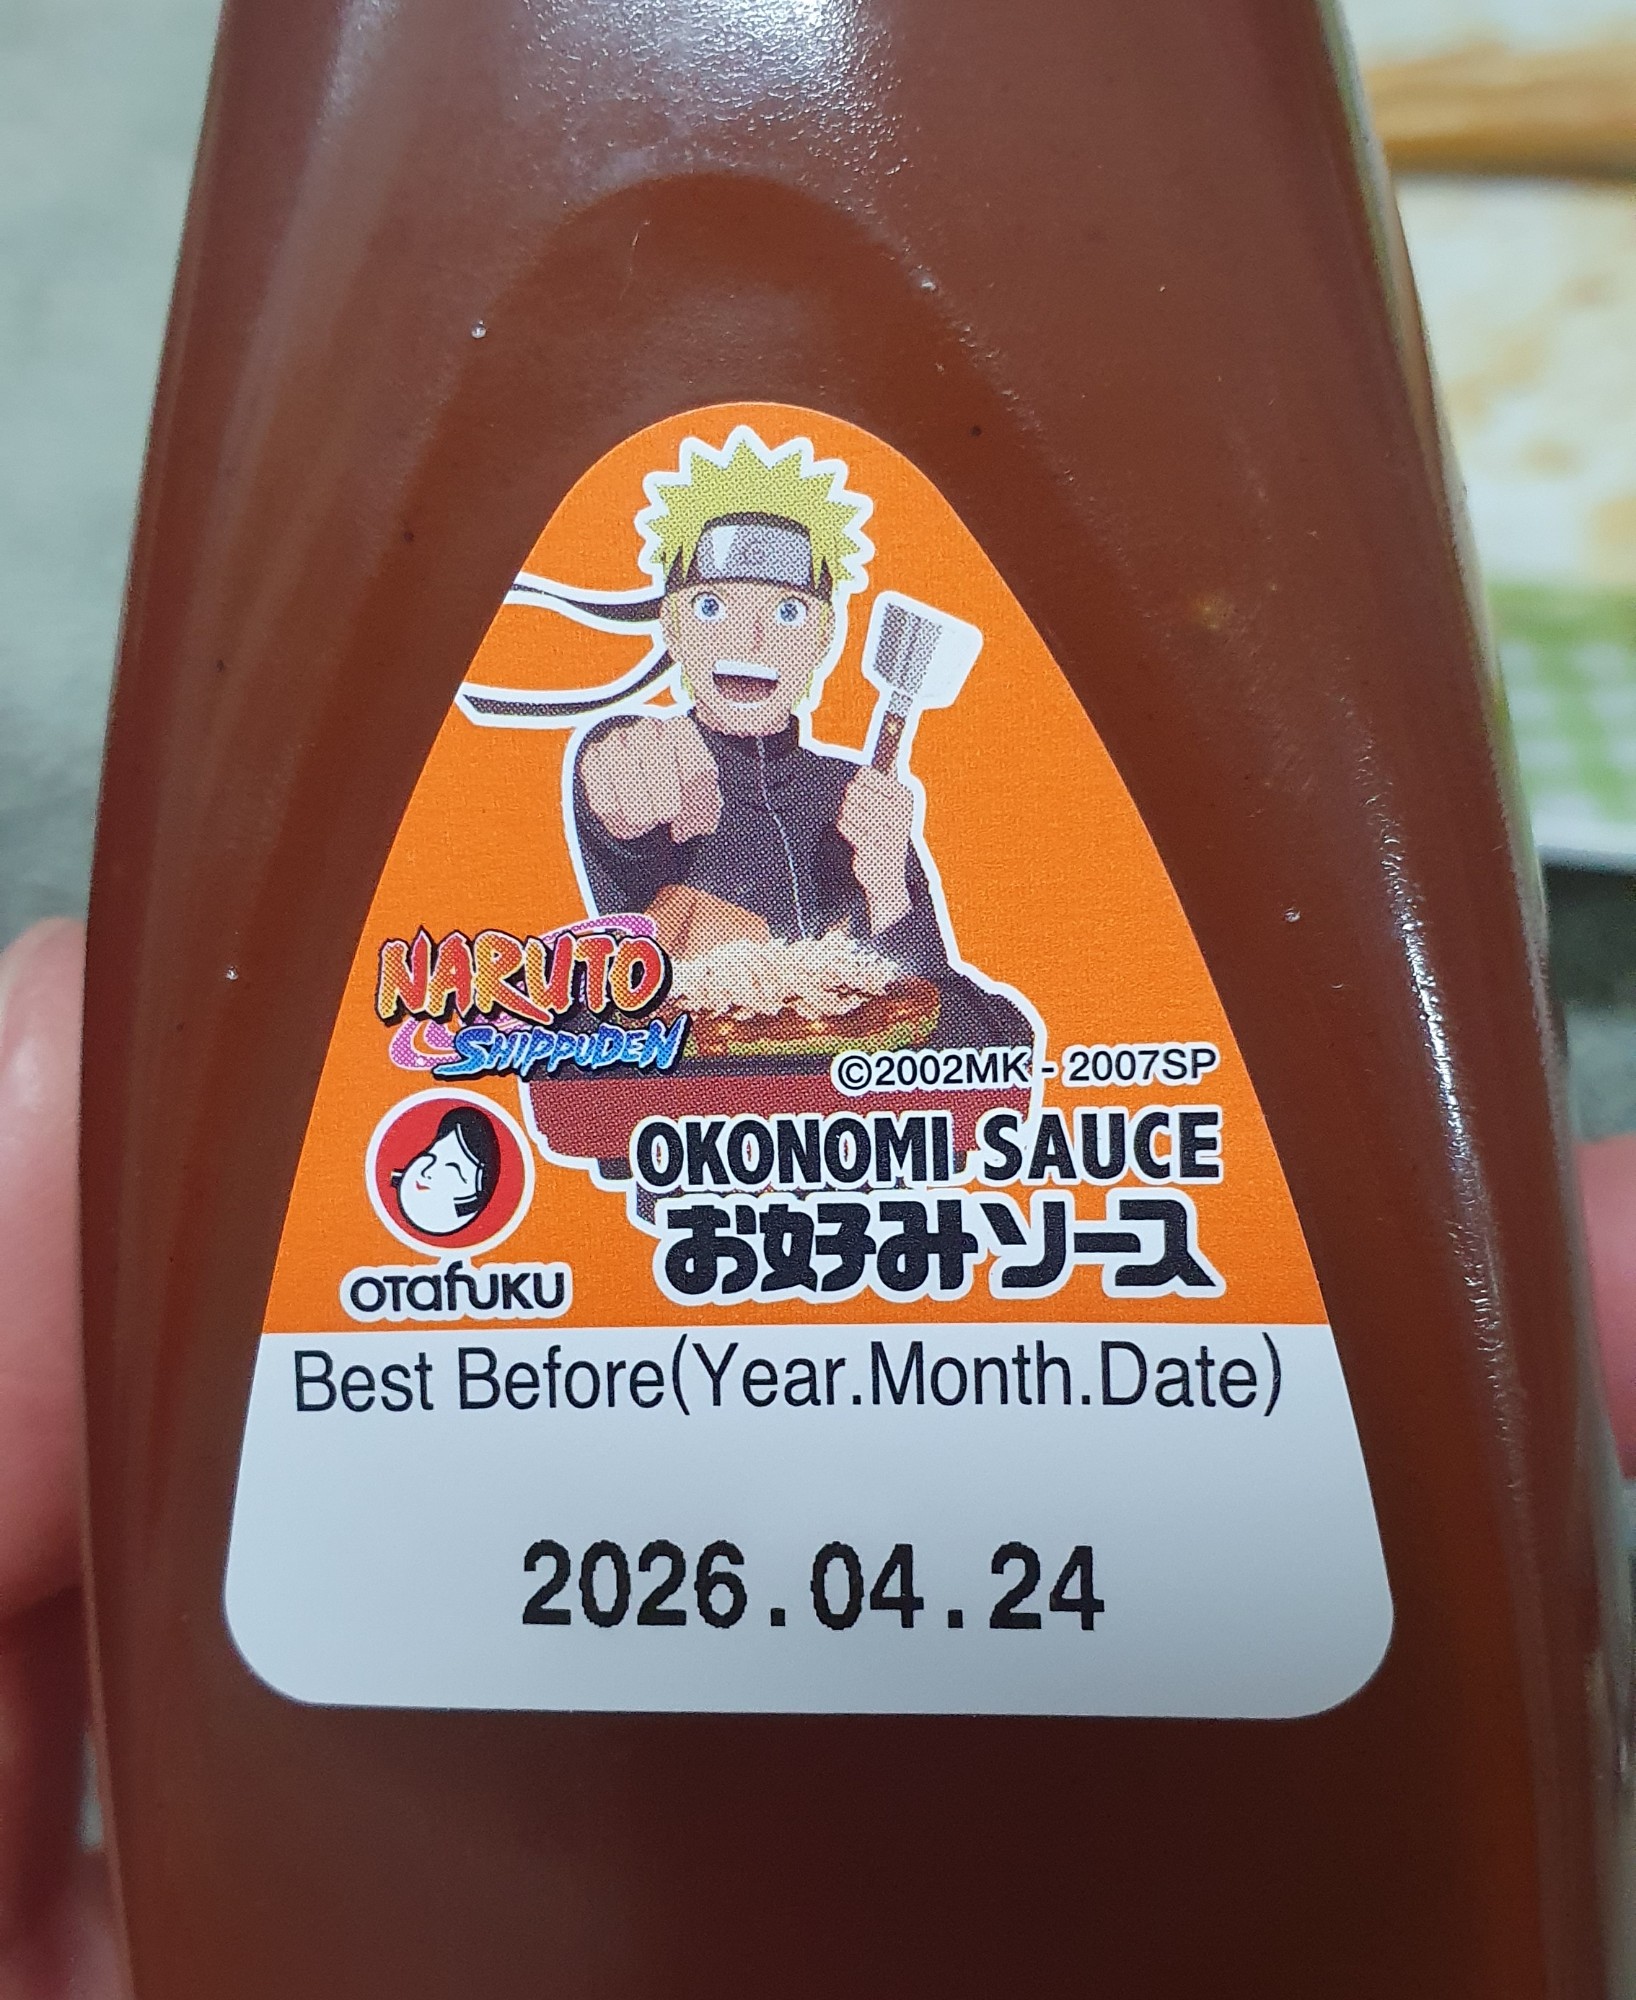 NARUTO
SHIPPUDEN
©2002MK - 2007SP
OTAFUKU
OKONOMI SAUCE
お好みソース
Best Before(Year.Month.Date)
2026.04.24